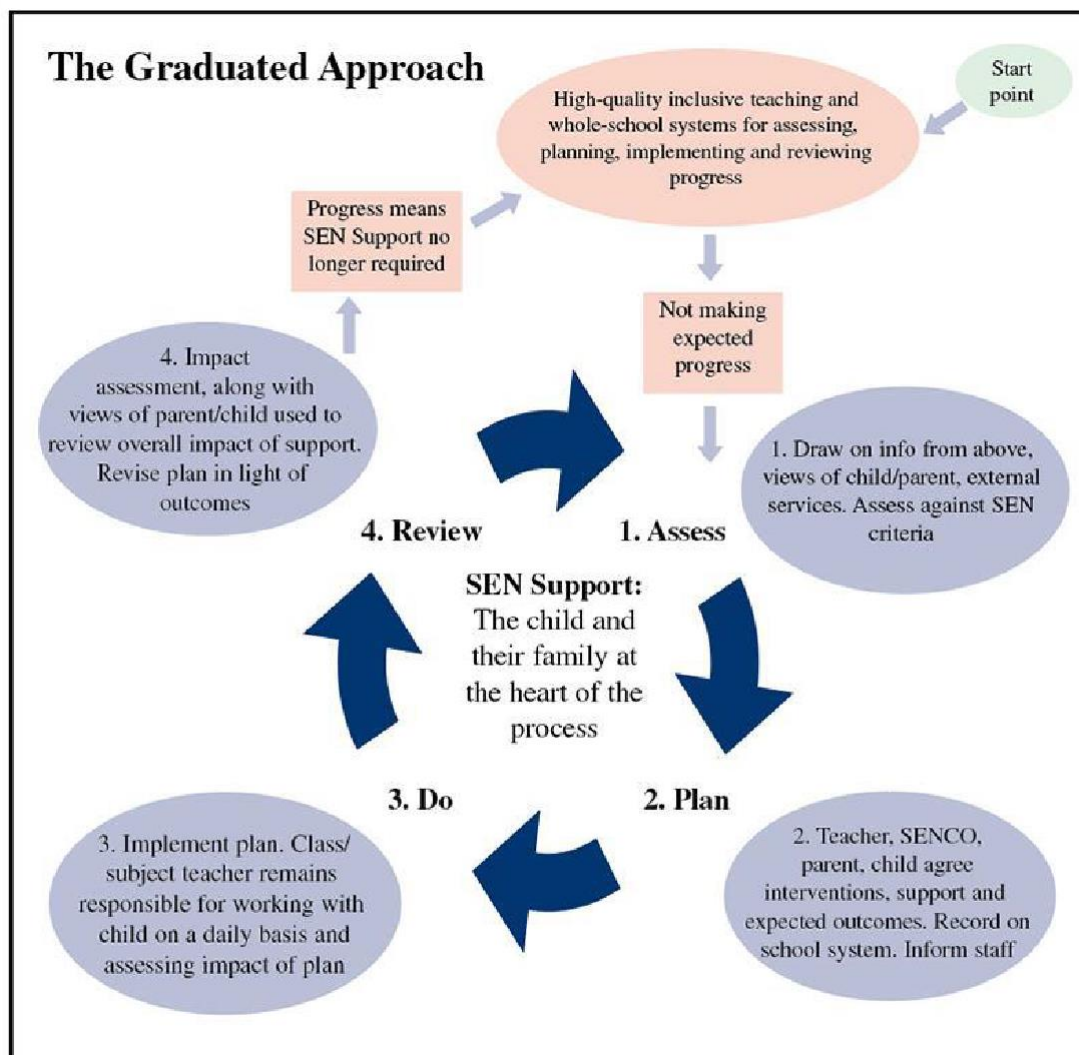 The Graduated Approach
Start
point
High-quality inclusive teaching and
whole-school systems for assessing,
planning, implementing and reviewing
progress
Progress means
SEN Support no
longer required
Not making
expected
progress
4. Impact
assessment, along with
views of parent/child used to
review overall impact of support.
Revise plan in light of
outcomes
1. Draw on info from above,
views of child/parent, external
services. Assess against SEN
criteria
4. Review
1. Assess
SEN Support:
The child and
their family at
the heart of the
process
3. Do
2. Plan
3. Implement plan. Class/
subject teacher remains
responsible for working with
child on a daily basis and
assessing impact of plan
2. Teacher, SENCO,
parent, child agree
interventions, support and
expected outcomes. Record on
school system. Inform staff